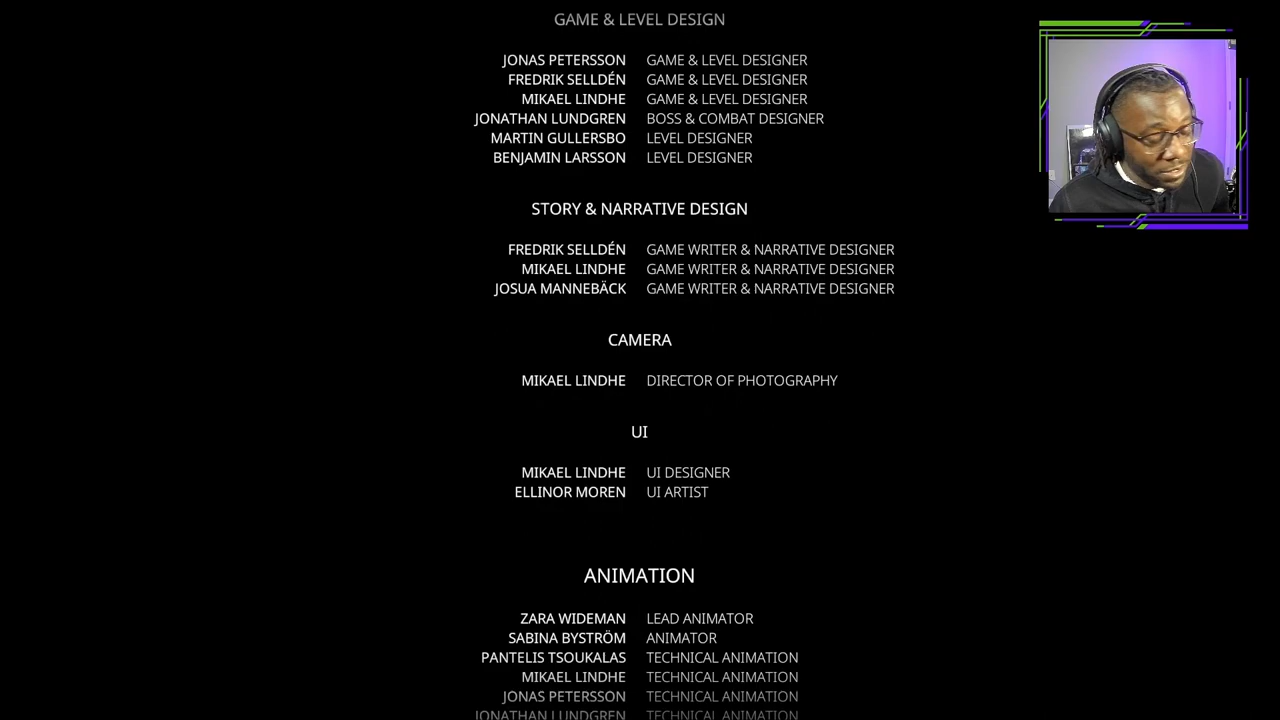 GAME & LEVEL DESIGN
JONAS PETERSSON GAME & LEVEL DESIGNER
FREDRIK SELLDÉN GAME & LEVEL DESIGNER
MIKAEL LINDHE GAME & LEVEL DESIGNER
JONATHAN LUNDGREN BOSS & COMBAT DESIGNER
MARTIN GULLERSBO LEVEL DESIGNER
BENJAMIN LARSSON LEVEL DESIGNER
STORY & NARRATIVE DESIGN
FREDRIK SELLDÉN GAME WRITER & NARRATIVE DESIGNER
MIKAEL LINDHE GAME WRITER & NARRATIVE DESIGNER
JOSUA MANNEBÄCK GAME WRITER & NARRATIVE DESIGNER
CAMERA
MIKAEL LINDHE DIRECTOR OF PHOTOGRAPHY
UI
MIKAEL LINDHE UI DESIGNER
ELLINOR MOREN UI ARTIST
ANIMATION
ZARA WIDEMAN LEAD ANIMATOR
SABINA BYSTRÖM ANIMATOR
PANTELIS TSOUKALAS TECHNICAL ANIMATION
MIKAEL LINDHE TECHNICAL ANIMATION
JONAS PETERSSON TECHNICAL ANIMATION
JONATHAN LUNDGREN TECHNICAL ANIMATION